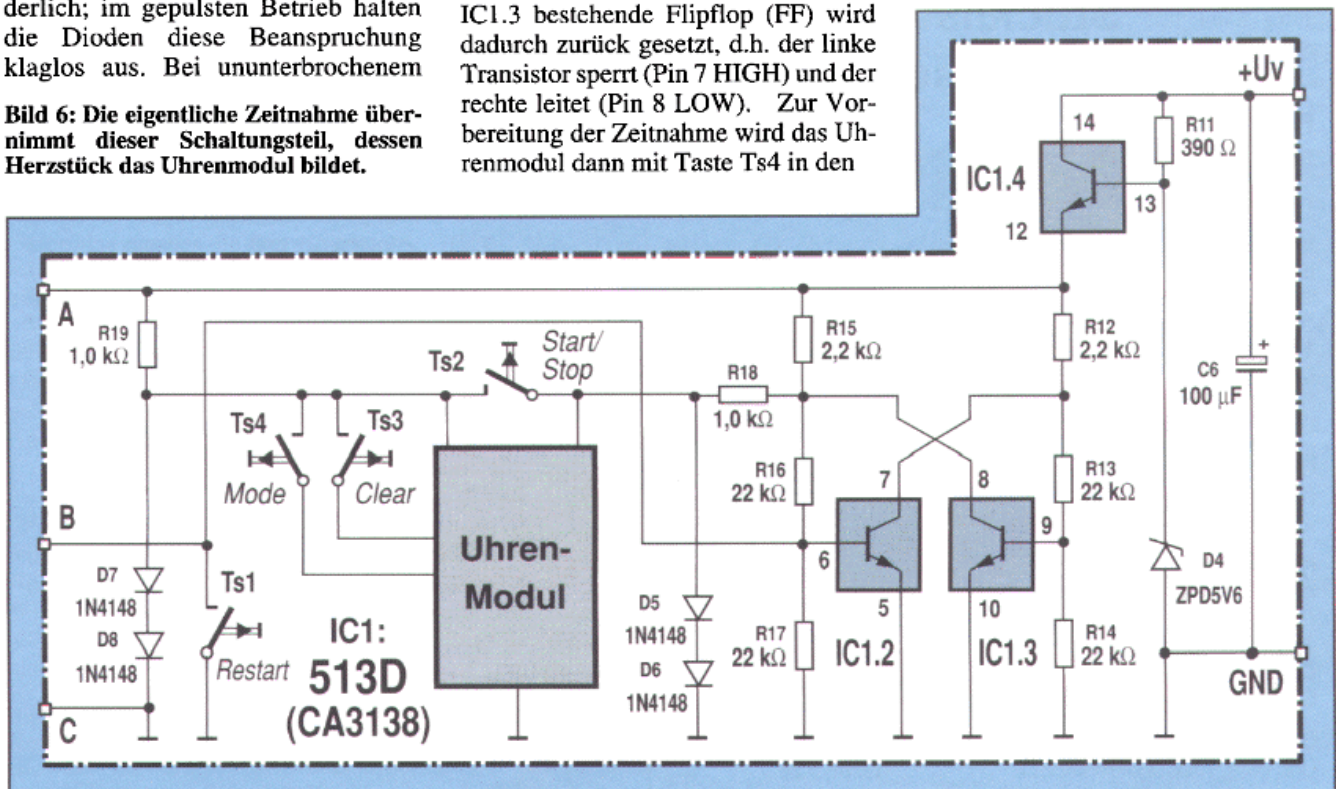 derlich; im gepulsten Betrieb halten
die Dioden diese Beanspruchung
klaglos aus. Bei ununterbrochenem
Bild 6: Die eigentliche Zeitnahme über-
nimmt dieser Schaltungsteil, dessen
Herzstück das Uhrenmodul bildet.
IC1.3 bestehende Flipflop (FF) wird
dadurch zurück gesetzt, d.h. der linke
Transistor sperrt (Pin 7 HIGH) und der
rechte leitet (Pin 8 LOW). Zur Vor-
bereitung der Zeitnahme wird das Uh-
renmodul dann mit Taste Ts4 in den
+Uv
14
R11
390 Ω
IC1.4
13
12
A
R19
1,0 kΩ
Ts2
Start/
Stop
R15
2,2 kΩ
R12
2,2 kΩ
C6
100 µF
+
R18
1,0 kΩ
Ts4
Ts3
Mode
Clear
R16
22 kΩ
7
8
R13
22 kΩ
B
9
6
Uhren-
Modul
D7
1N4148
Ts1
D4
ZPD5V6
D8
1N4148
IC1:
513D
(CA3138)
Restart
D5
1N4148
D6
1N4148
R17
22 kΩ
5
10
IC1.2
IC1.3
R14
22 kΩ
GND
C